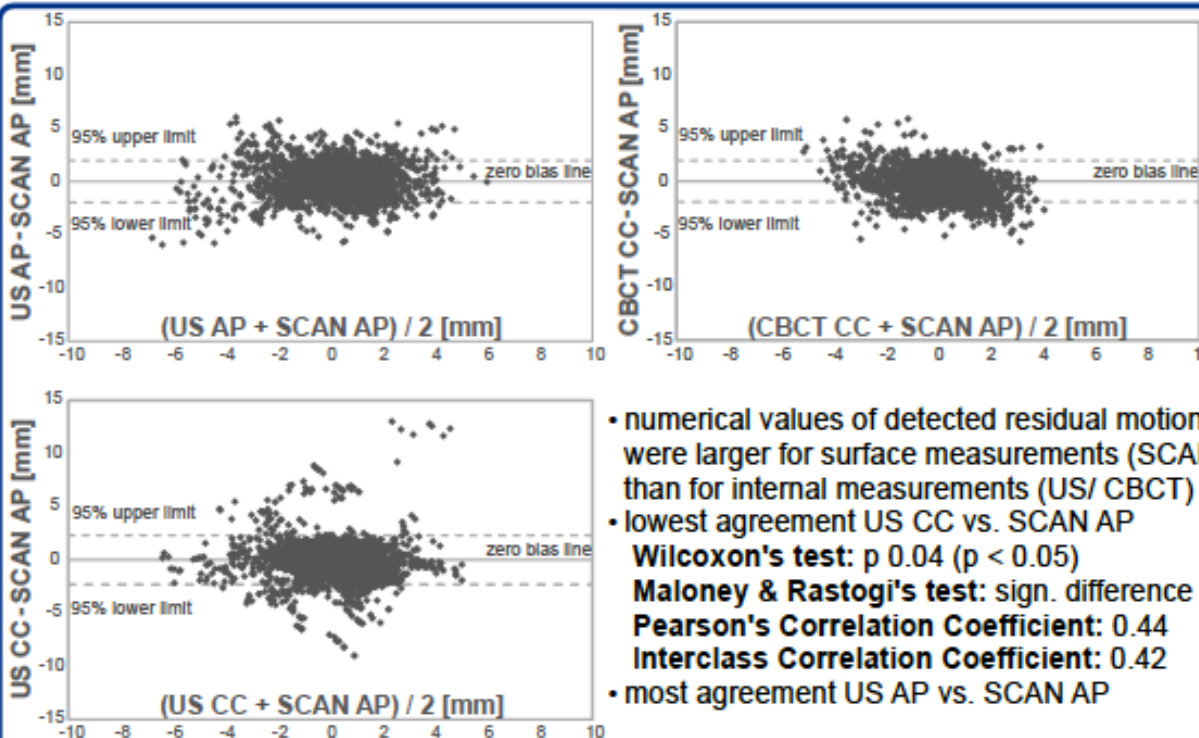 15
10
5
0
-5
-10
-15
US AP - SCAN AP [mm]
95% upper limit
zero bias line
95% lower limit
(US AP + SCAN AP) / 2 [mm]
-10 -8 -6 -4 -2 0 2 4 6 8 10
15
10
5
0
-5
-10
-15
CBCT CC - SCAN AP [mm]
95% upper limit
zero bias line
95% lower limit
(CBCT CC + SCAN AP) / 2 [mm]
-10 -8 -6 -4 -2 0 2 4 6 8 1
15
10
5
0
-5
-10
-15
US CC - SCAN AP [mm]
95% upper limit
zero bias line
95% lower limit
(US CC + SCAN AP) / 2 [mm]
-10 -8 -6 -4 -2 0 2 4 6 8 10
• numerical values of detected residual motion
were larger for surface measurements (SCA
than for internal measurements (US/ CBCT)
• lowest agreement US CC vs. SCAN AP
Wilcoxon's test: p 0.04 (p < 0.05)
Maloney & Rastogi's test: sign. difference
Pearson's Correlation Coefficient: 0.44
Interclass Correlation Coefficient: 0.42
• most agreement US AP vs. SCAN AP